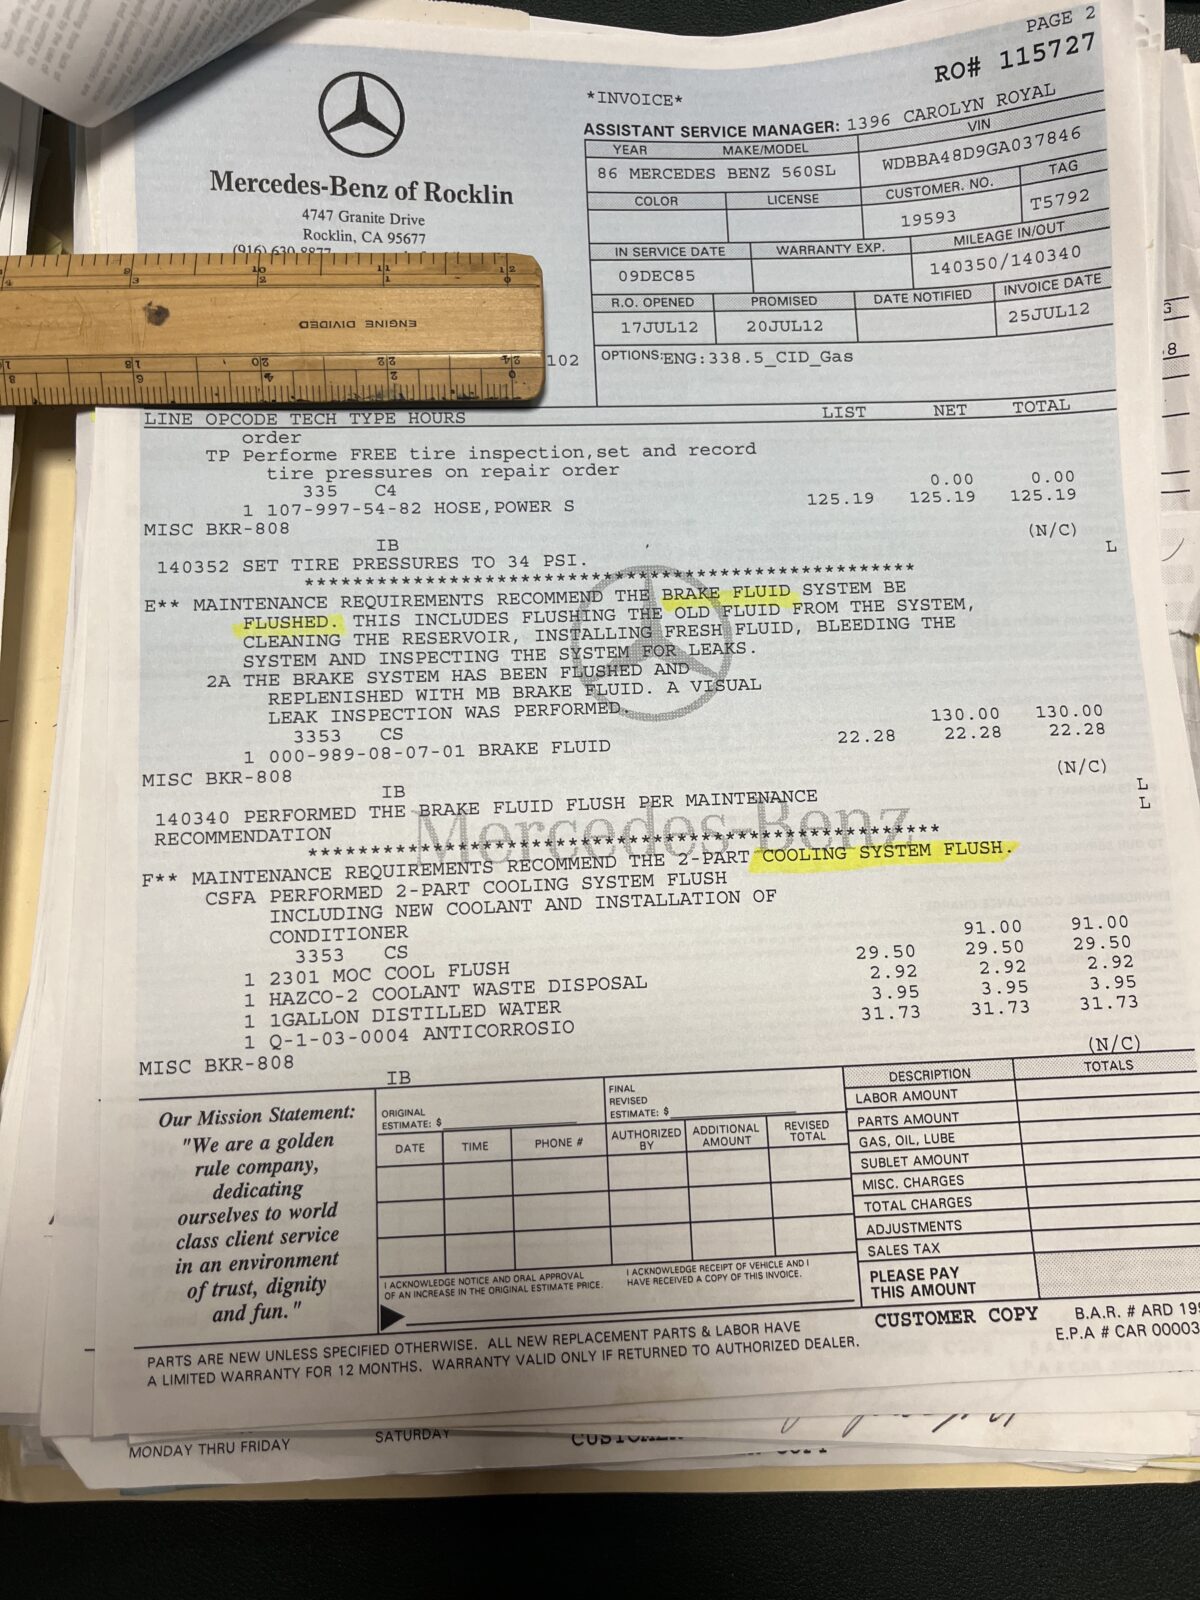 PAGE 2
RO# 115727
*INVOICE*
ASSISTANT SERVICE MANAGER: 1396 CAROLYN ROYAL
YEAR MAKE/MODEL VIN
86 MERCEDES BENZ 560SL WDBBA48D9GA037846
COLOR LICENSE CUSTOMER. NO. TAG
19593 T5792
IN SERVICE DATE WARRANTY EXP. MILEAGE IN/OUT
09DEC85 140350/140340
R.O. OPENED PROMISED DATE NOTIFIED INVOICE DATE
17JUL12 20JUL12 25JUL12
OPTIONS: ENG:338.5_CID_Gas
Mercedes-Benz of Rocklin
4747 Granite Drive
Rocklin, CA 95677
(916) 630 8877
ENGINE DIVIDED
102
LINE OPCODE TECH TYPE HOURS LIST NET TOTAL
order
TP Performe FREE tire inspection,set and record
tire pressures on repair order
335 C4 0.00 0.00
1 107-997-54-82 HOSE,POWER S 125.19 125.19 125.19
MISC BKR-808 (N/C)
IB
L
140352 SET TIRE PRESSURES TO 34 PSI.
***************************************************
E** MAINTENANCE REQUIREMENTS RECOMMEND THE BRAKE FLUID SYSTEM BE
FLUSHED. THIS INCLUDES FLUSHING THE OLD FLUID FROM THE SYSTEM,
CLEANING THE RESERVOIR, INSTALLING FRESH FLUID, BLEEDING THE
SYSTEM AND INSPECTING THE SYSTEM FOR LEAKS.
2A THE BRAKE SYSTEM HAS BEEN FLUSHED AND
REPLENISHED WITH MB BRAKE FLUID. A VISUAL
LEAK INSPECTION WAS PERFORMED.
3353 CS 130.00 130.00
1 000-989-08-07-01 BRAKE FLUID 22.28 22.28 22.28
MISC BKR-808 (N/C)
IB
L
140340 PERFORMED THE BRAKE FLUID FLUSH PER MAINTENANCE L
RECOMMENDATION
Mercedes-Benz
***************************************************
F** MAINTENANCE REQUIREMENTS RECOMMEND THE 2-PART COOLING SYSTEM FLUSH.
CSFA PERFORMED 2-PART COOLING SYSTEM FLUSH
INCLUDING NEW COOLANT AND INSTALLATION OF
CONDITIONER
3353 CS 91.00 91.00
1 2301 MOC COOL FLUSH 29.50 29.50 29.50
1 HAZCO-2 COOLANT WASTE DISPOSAL 2.92 2.92 2.92
1 1GALLON DISTILLED WATER 3.95 3.95 3.95
1 Q-1-03-0004 ANTICORROSIO 31.73 31.73 31.73
MISC BKR-808 (N/C)
IB
Our Mission Statement:
"We are a golden
rule company,
dedicating
ourselves to world
class client service
in an environment
of trust, dignity
and fun."
ORIGINAL
ESTIMATE: $
FINAL
REVISED
ESTIMATE: $
DATE TIME PHONE # AUTHORIZED BY ADDITIONAL AMOUNT REVISED TOTAL
I ACKNOWLEDGE NOTICE AND ORAL APPROVAL
OF AN INCREASE IN THE ORIGINAL ESTIMATE PRICE.
I ACKNOWLEDGE RECEIPT OF VEHICLE AND I
HAVE RECEIVED A COPY OF THIS INVOICE.
DESCRIPTION TOTALS
LABOR AMOUNT
PARTS AMOUNT
GAS, OIL, LUBE
SUBLET AMOUNT
MISC. CHARGES
TOTAL CHARGES
ADJUSTMENTS
SALES TAX
PLEASE PAY
THIS AMOUNT
CUSTOMER COPY B.A.R. # ARD 199
E.P.A # CAR 00003
PARTS ARE NEW UNLESS SPECIFIED OTHERWISE. ALL NEW REPLACEMENT PARTS & LABOR HAVE
A LIMITED WARRANTY FOR 12 MONTHS. WARRANTY VALID ONLY IF RETURNED TO AUTHORIZED DEALER.
MONDAY THRU FRIDAY SATURDAY